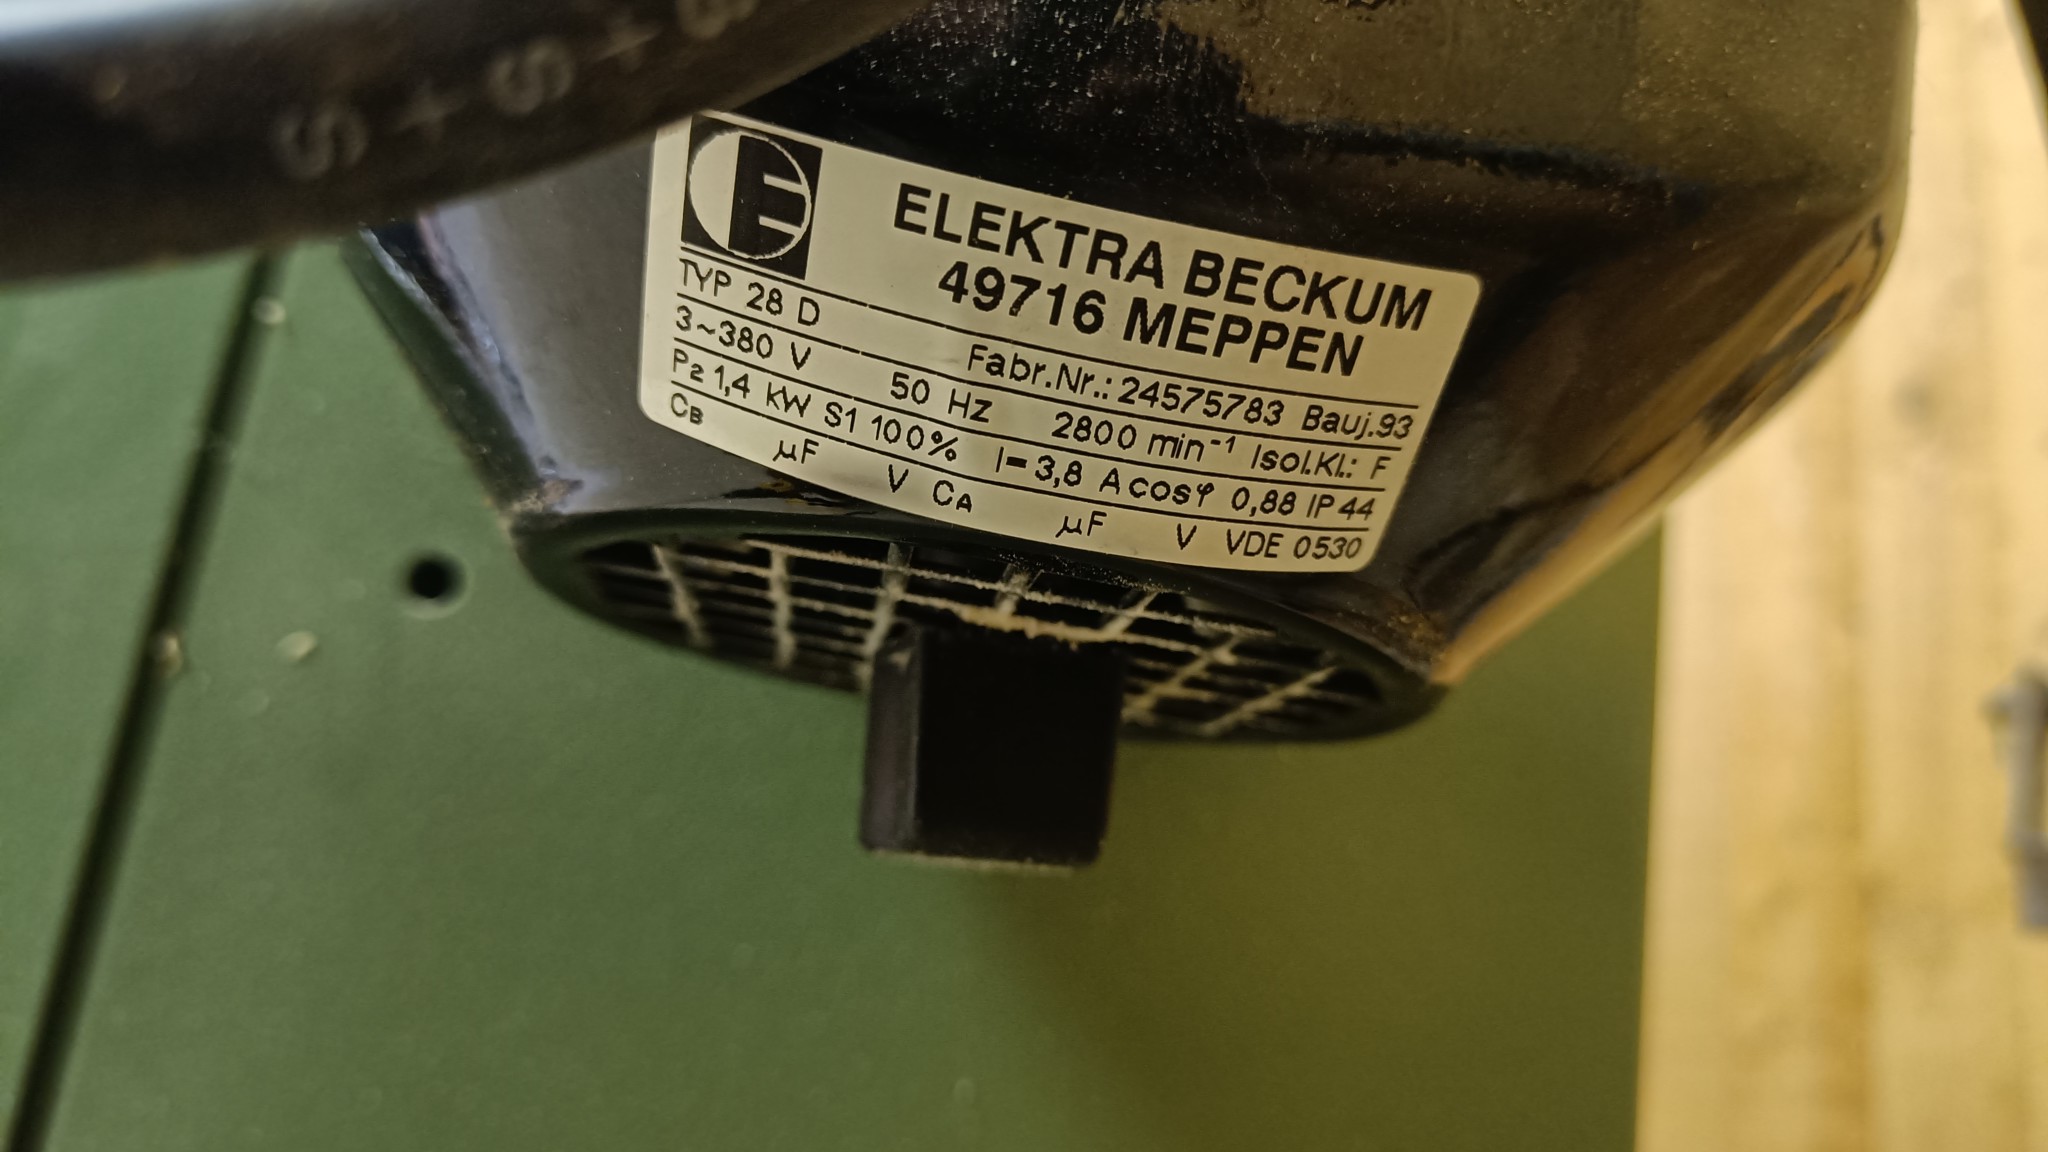 S+S+S
E
ELEKTRA BECKUM
49716 MEPPEN
TYP 28 D Fabr.Nr.: 24575783 Bauj.93
3~380 V 50 Hz 2800 min⁻¹ Isol.Kl.: F
P₂ 1,4 kW S1 100% I=3,8 A cosφ 0,88 IP 44
CB µF V CA µF V VDE 0530